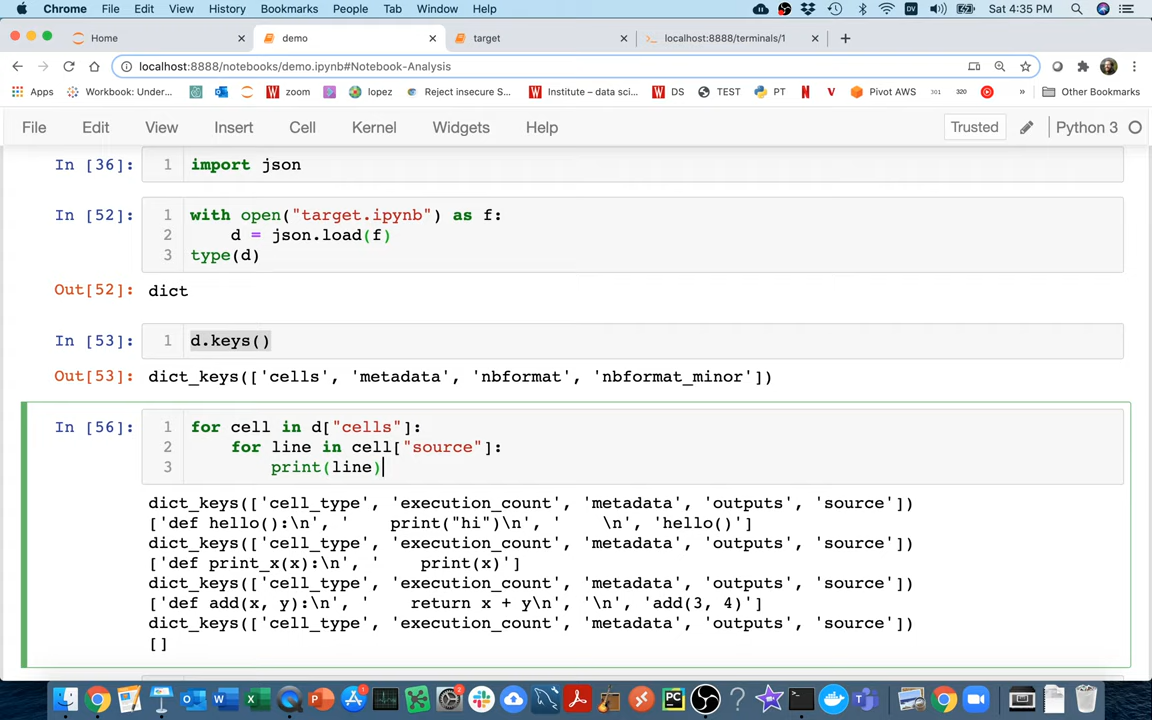 Chrome File Edit View History Bookmarks People Tab Window Help DV Sat 4:35 PM
Home demo target localhost:8888/terminals/1
localhost:8888/notebooks/demo.ipynb#Notebook-Analysis
Apps Workbook: Under... zoom lopez Reject insecure S... Institute – data sci... DS TEST PT Pivot AWS 101 320 » Other Bookmarks
File Edit View Insert Cell Kernel Widgets Help Trusted Python 3
In [36]: 1 import json
In [52]: 1 with open("target.ipynb") as f:
2 d = json.load(f)
3 type(d)
Out[52]: dict
In [53]: 1 d.keys()
Out[53]: dict_keys(['cells', 'metadata', 'nbformat', 'nbformat_minor'])
In [56]: 1 for cell in d["cells"]:
2 for line in cell["source"]:
3 print(line)
dict_keys(['cell_type', 'execution_count', 'metadata', 'outputs', 'source'])
['def hello():\n', '    print("hi")\n', '    \n', 'hello()']
dict_keys(['cell_type', 'execution_count', 'metadata', 'outputs', 'source'])
['def print_x(x):\n', '    print(x)']
dict_keys(['cell_type', 'execution_count', 'metadata', 'outputs', 'source'])
['def add(x, y):\n', '    return x + y\n', '\n', 'add(3, 4)']
dict_keys(['cell_type', 'execution_count', 'metadata', 'outputs', 'source'])
[]